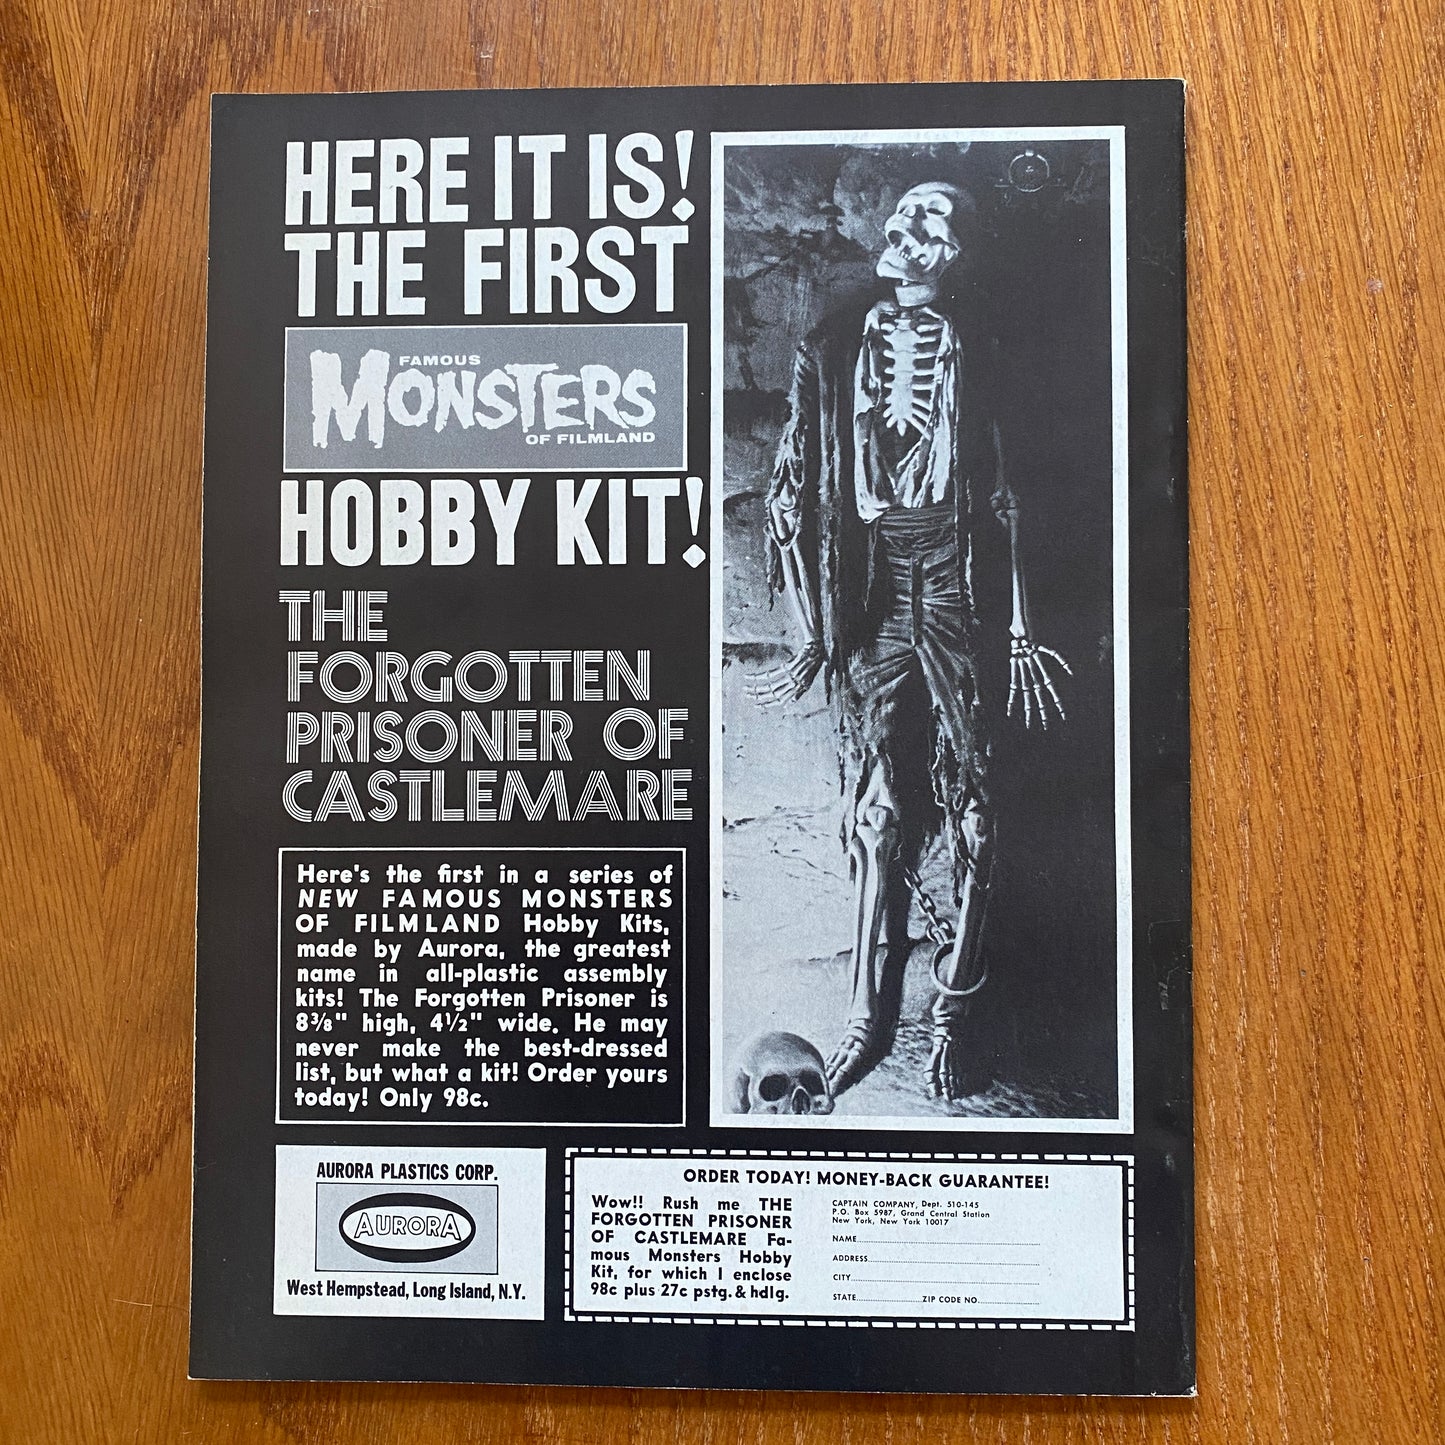 HERE IT IS!
THE FIRST
FAMOUS
MONSTERS
OF FILMLAND
HOBBY KIT!
THE
FORGOTTEN
PRISONER OF
CASTLEMARE
Here's the first in a series of
NEW FAMOUS MONSTERS
OF FILMLAND Hobby Kits,
made by Aurora, the greatest
name in all-plastic assembly
kits! The Forgotten Prisoner is
8⅜" high, 4½" wide. He may
never make the best-dressed
list, but what a kit! Order yours
today! Only 98c.
AURORA PLASTICS CORP.
AURORA
West Hempstead, Long Island, N.Y.
ORDER TODAY! MONEY-BACK GUARANTEE!
Wow!! Rush me THE
FORGOTTEN PRISONER
OF CASTLEMARE Fa-
mous Monsters Hobby
Kit, for which I enclose
98c plus 27c pstg. & hdlg.
CAPTAIN COMPANY, Dept. 510-145
P.O. Box 5987, Grand Central Station
New York, New York 10017
NAME
ADDRESS
CITY
STATE ZIP CODE NO.